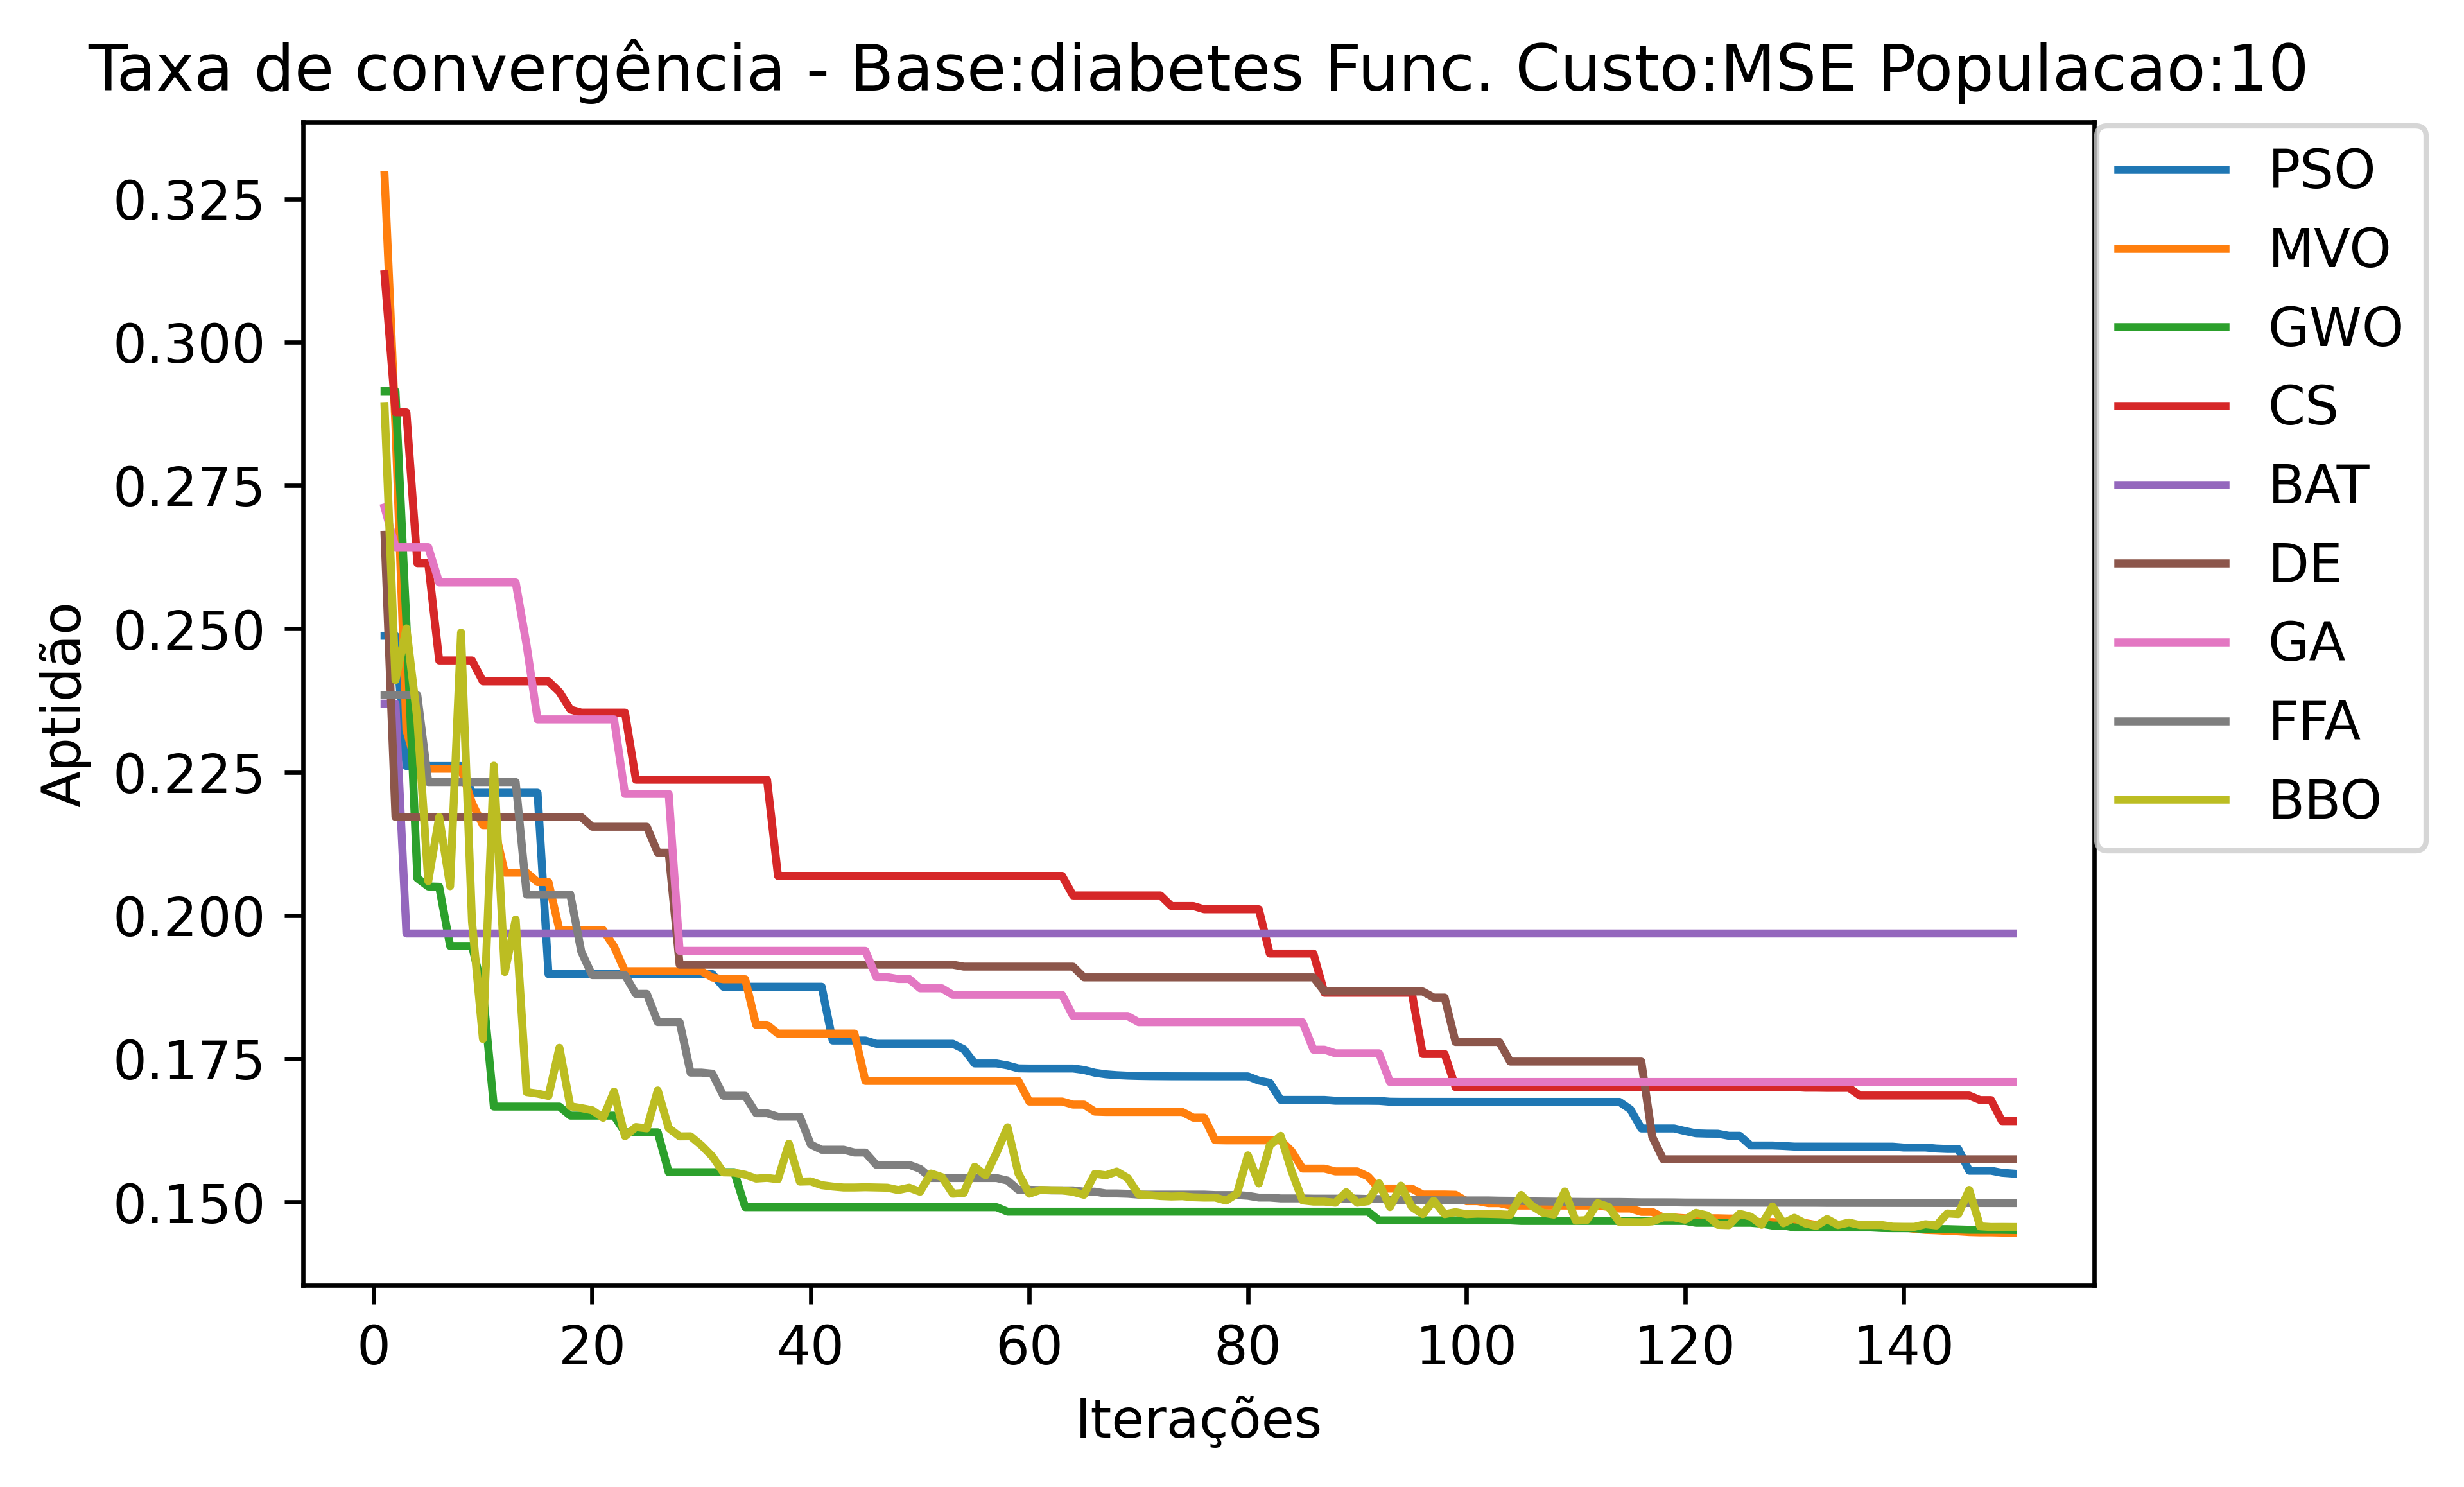 Taxa de convergência - Base:diabetes Func. Custo:MSE Populacao:10
Aptidão
0.325
0.300
0.275
0.250
0.225
0.200
0.175
0.150
0 20 40 60 80 100 120 140
Iterações
PSO
MVO
GWO
CS
BAT
DE
GA
FFA
BBO